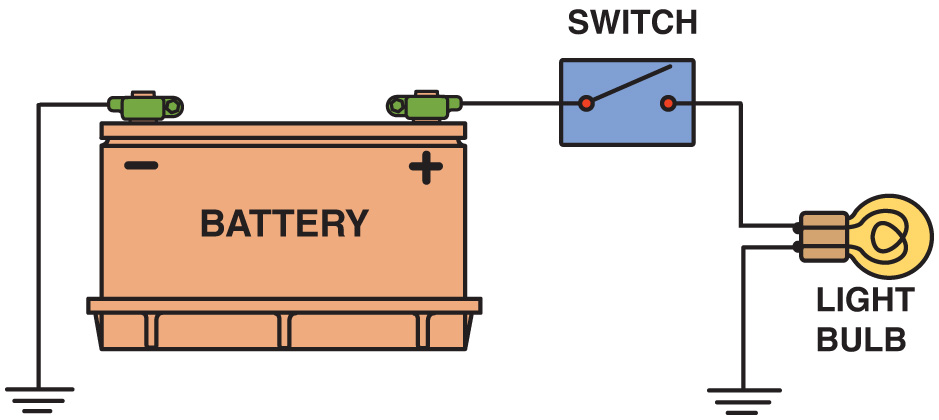 SWITCH
− +
BATTERY
LIGHT
BULB